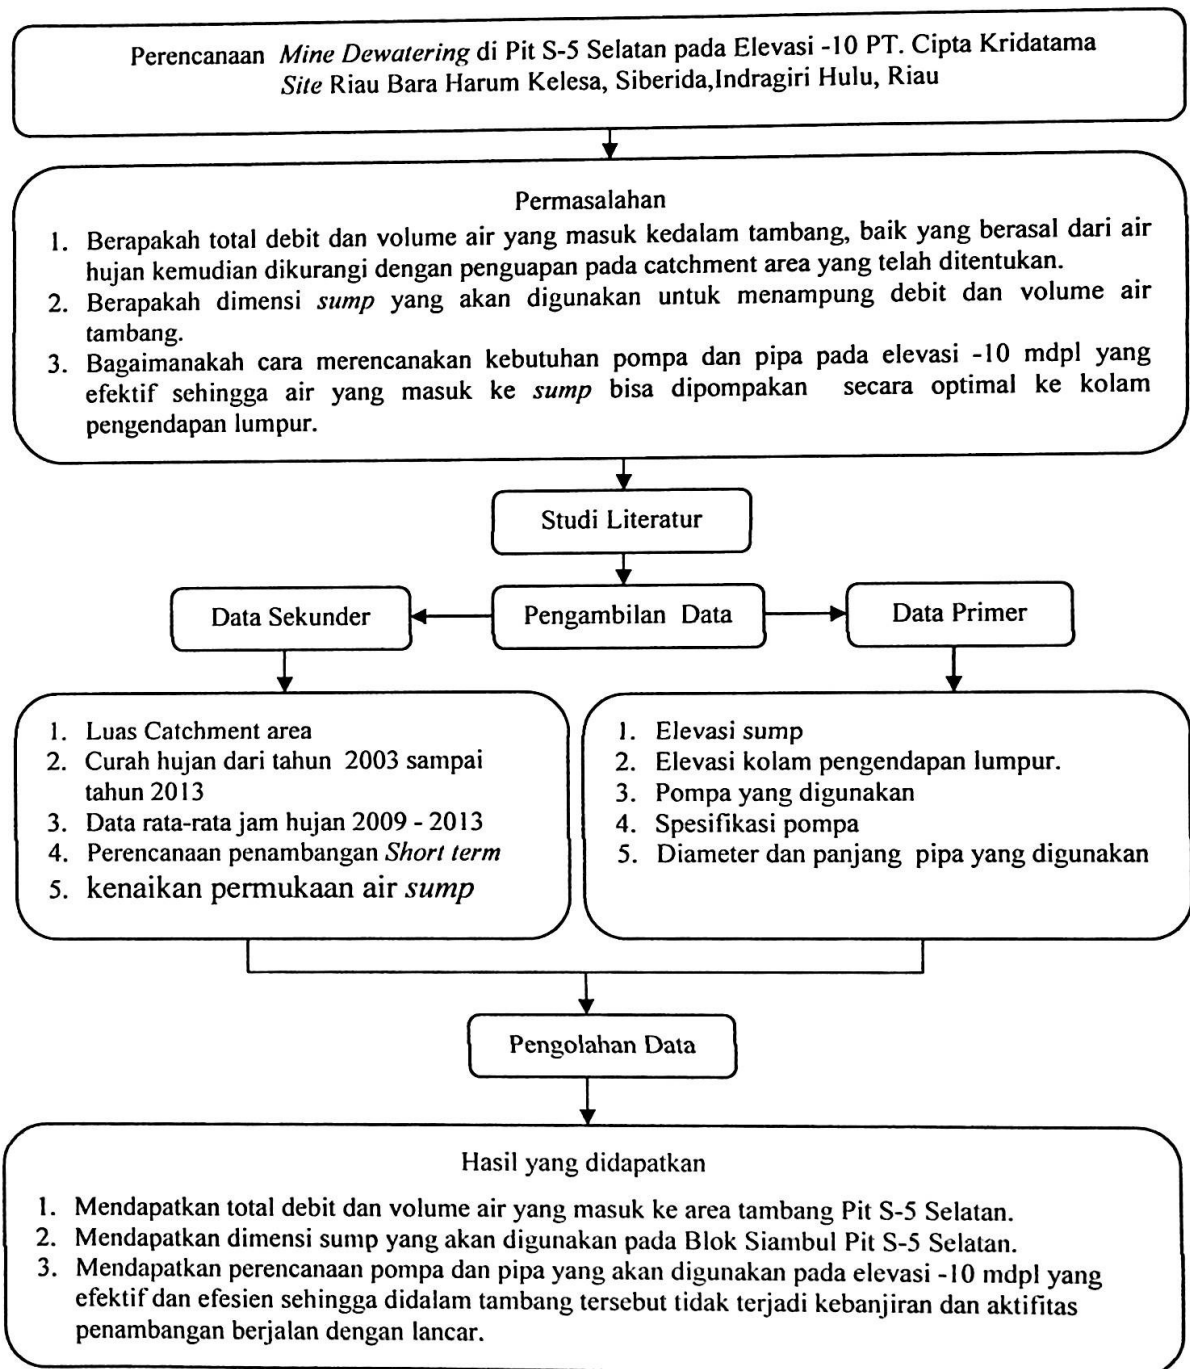 Perencanaan Mine Dewatering di Pit S-5 Selatan pada Elevasi -10 PT. Cipta Kridatama
Site Riau Bara Harum Kelesa, Siberida,Indragiri Hulu, Riau
Permasalahan
1. Berapakah total debit dan volume air yang masuk kedalam tambang, baik yang berasal dari air
hujan kemudian dikurangi dengan penguapan pada catchment area yang telah ditentukan.
2. Berapakah dimensi sump yang akan digunakan untuk menampung debit dan volume air
tambang.
3. Bagaimanakah cara merencanakan kebutuhan pompa dan pipa pada elevasi -10 mdpl yang
efektif sehingga air yang masuk ke sump bisa dipompakan secara optimal ke kolam
pengendapan lumpur.
Studi Literatur
Data Sekunder
Pengambilan Data
Data Primer
1. Luas Catchment area
2. Curah hujan dari tahun 2003 sampai
tahun 2013
3. Data rata-rata jam hujan 2009 - 2013
4. Perencanaan penambangan Short term
5. kenaikan permukaan air sump
1. Elevasi sump
2. Elevasi kolam pengendapan lumpur.
3. Pompa yang digunakan
4. Spesifikasi pompa
5. Diameter dan panjang pipa yang digunakan
Pengolahan Data
Hasil yang didapatkan
1. Mendapatkan total debit dan volume air yang masuk ke area tambang Pit S-5 Selatan.
2. Mendapatkan dimensi sump yang akan digunakan pada Blok Siambul Pit S-5 Selatan.
3. Mendapatkan perencanaan pompa dan pipa yang akan digunakan pada elevasi -10 mdpl yang
efektif dan efesien sehingga didalam tambang tersebut tidak terjadi kebanjiran dan aktifitas
penambangan berjalan dengan lancar.